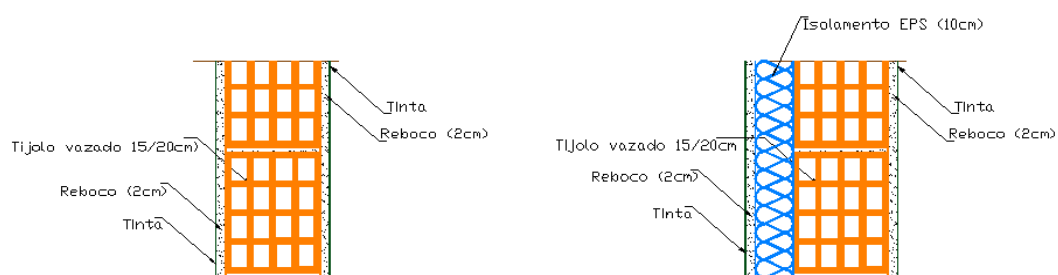 Tinta
Reboco (2cm)
Tijolo vazado 15/20cm)
Reboco (2cm)
Tinta
Isolamento EPS (10cm)
Tinta
Reboco (2cm)
Tijolo vazado 15/20cm
Reboco (2cm)
Tinta